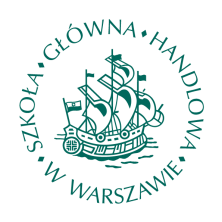 SZKOŁA · GŁÓWNA · HANDLOWA · W WARSZAWIE ·